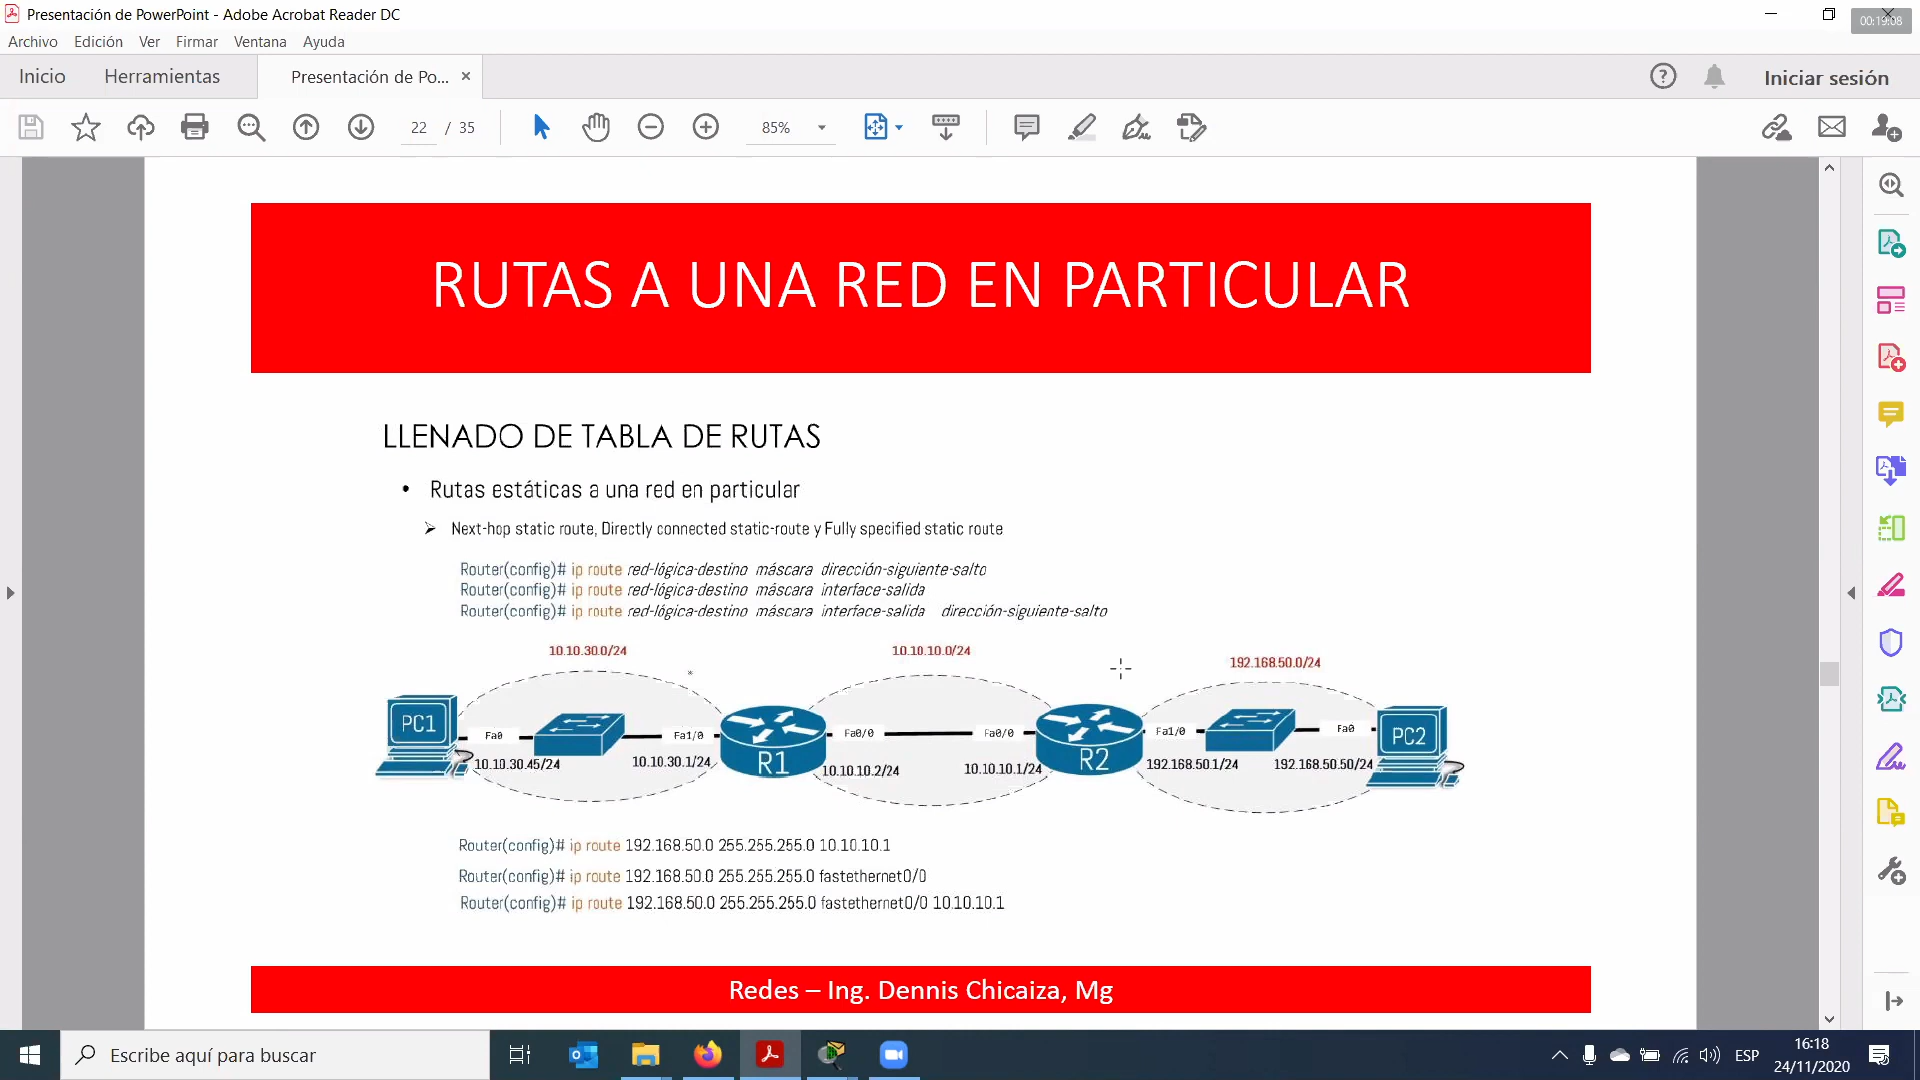 Presentación de PowerPoint - Adobe Acrobat Reader DC
00:19:08
Archivo Edición Ver Firmar Ventana Ayuda
Inicio Herramientas Presentación de Po... × Iniciar sesión
22 / 35 85%
RUTAS A UNA RED EN PARTICULAR
LLENADO DE TABLA DE RUTAS
• Rutas estáticas a una red en particular
➢ Next-hop static route, Directly connected static-route y Fully specified static route
Router(config)# ip route red-lógica-destino máscara dirección-siguiente-salto
Router(config)# ip route red-lógica-destino máscara interface-salida
Router(config)# ip route red-lógica-destino máscara interface-salida dirección-siguiente-salto
10.10.30.0/24 10.10.10.0/24 192.168.50.0/24
PC1 Fa0 Fa1/0 R1 Fa0/0 Fa0/0 R2 Fa1/0 Fa0 PC2
10.10.30.45/24 10.10.30.1/24 10.10.10.2/24 10.10.10.1/24 192.168.50.1/24 192.168.50.50/24
Router(config)# ip route 192.168.50.0 255.255.255.0 10.10.10.1
Router(config)# ip route 192.168.50.0 255.255.255.0 fastethernet0/0
Router(config)# ip route 192.168.50.0 255.255.255.0 fastethernet0/0 10.10.10.1
Redes – Ing. Dennis Chicaiza, Mg
Escribe aquí para buscar
ESP
16:18
24/11/2020